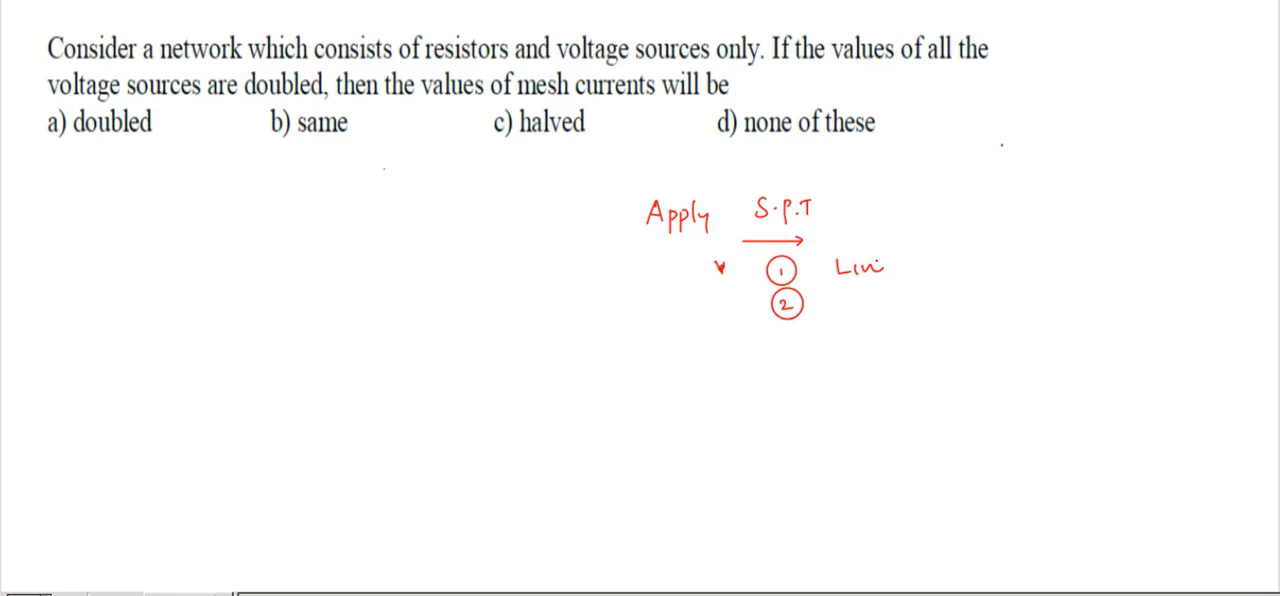 Consider a network which consists of resistors and voltage sources only. If the values of all the
voltage sources are doubled, then the values of mesh currents will be
a) doubled b) same c) halved d) none of these
Apply S.P.T
1 Lin
2